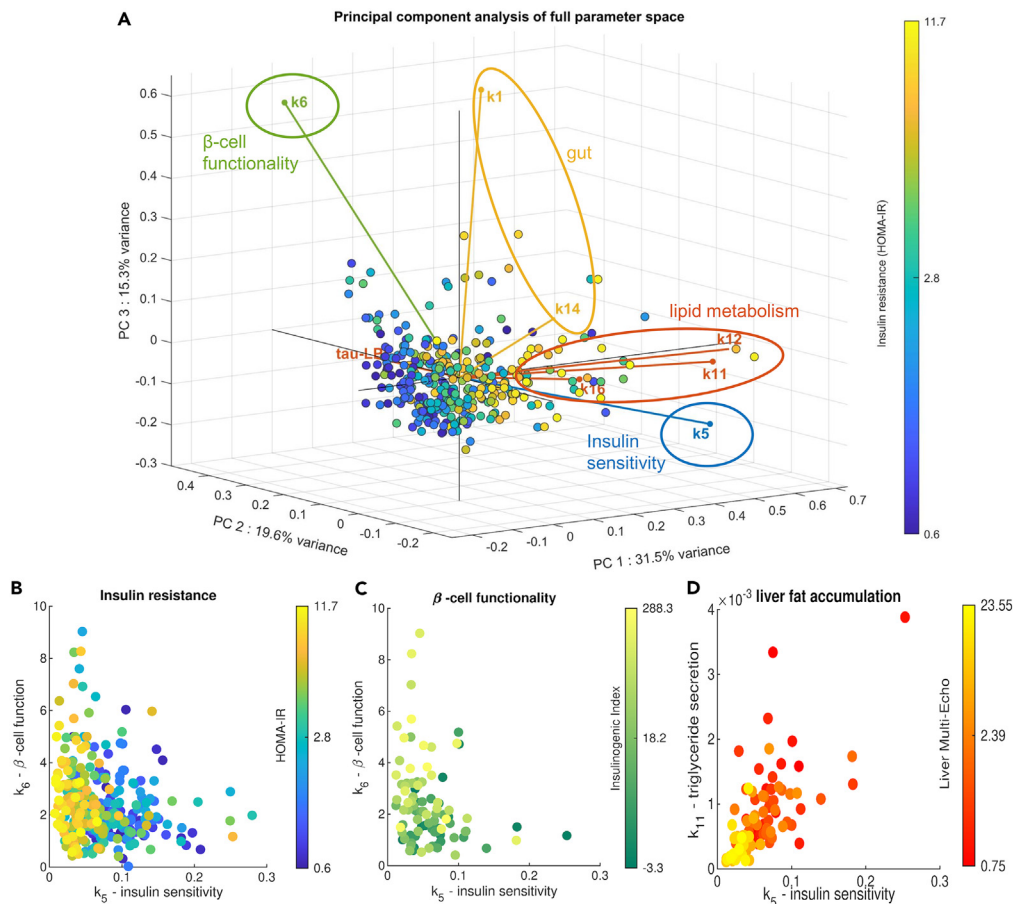 A
Principal component analysis of full parameter space
11.7
0.6
0.5
0.4
0.3
0.2
0.1
0
-0.1
-0.2
-0.3
PC 3 : 15.3% variance
k6
β-cell
functionality
k1
gut
k14
lipid metabolism
k12
k11
k16
tau-LP
k5
Insulin
sensitivity
0.4
0.3
0.2
0.1
0
-0.1
-0.2
PC 2 : 19.6% variance
-0.2
-0.1
0
0.1
0.2
0.3
0.4
0.5
0.6
0.7
PC 1 : 31.5% variance
Insulin resistance (HOMA-IR)
2.8
0.6
B
Insulin resistance
10
8
6
4
2
0
k6 - β -cell function
0
0.1
0.2
0.3
k5 - insulin sensitivity
11.7
2.8
0.6
HOMA-IR
C
β -cell functionality
10
8
6
4
2
0
k6 - β -cell function
0
0.1
0.2
0.3
k5 - insulin sensitivity
288.3
18.2
-3.3
Insulinogenic Index
D
×10-3
liver fat accumulation
4
3
2
1
0
k11 - triglyceride secretion
0
0.1
0.2
0.3
k5 - insulin sensitivity
23.55
2.39
0.75
Liver Multi-Echo